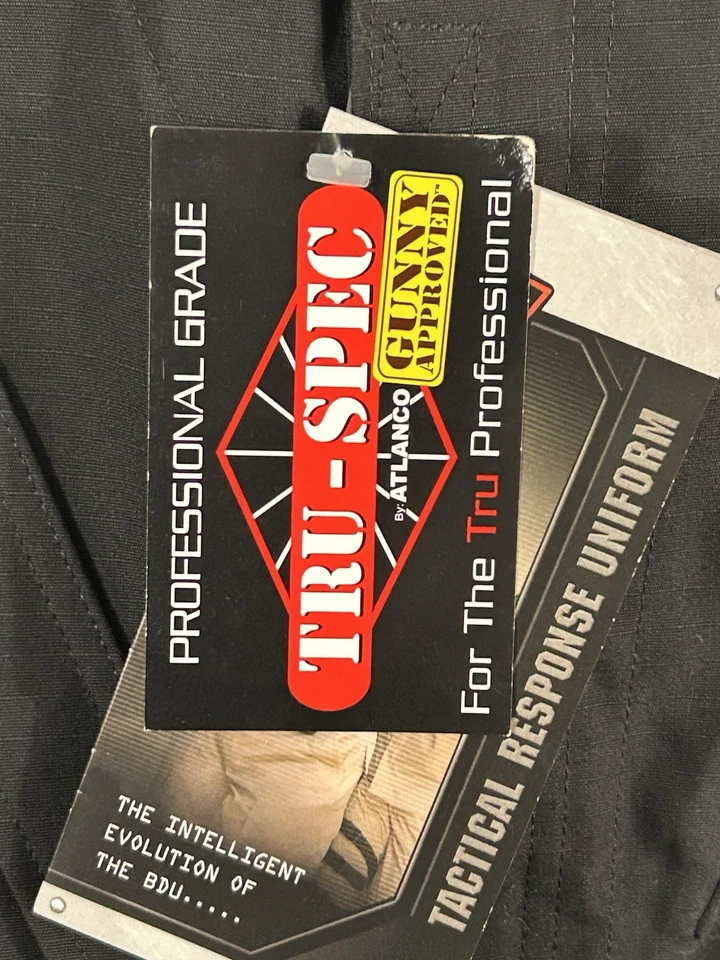 PROFESSIONAL GRADE
TRU-SPEC
GUNNY
APPROVED™
By: ATLANCO
For The Tru Professional
TACTICAL RESPONSE UNIFORM
THE INTELLIGENT
EVOLUTION OF
THE BDU.....